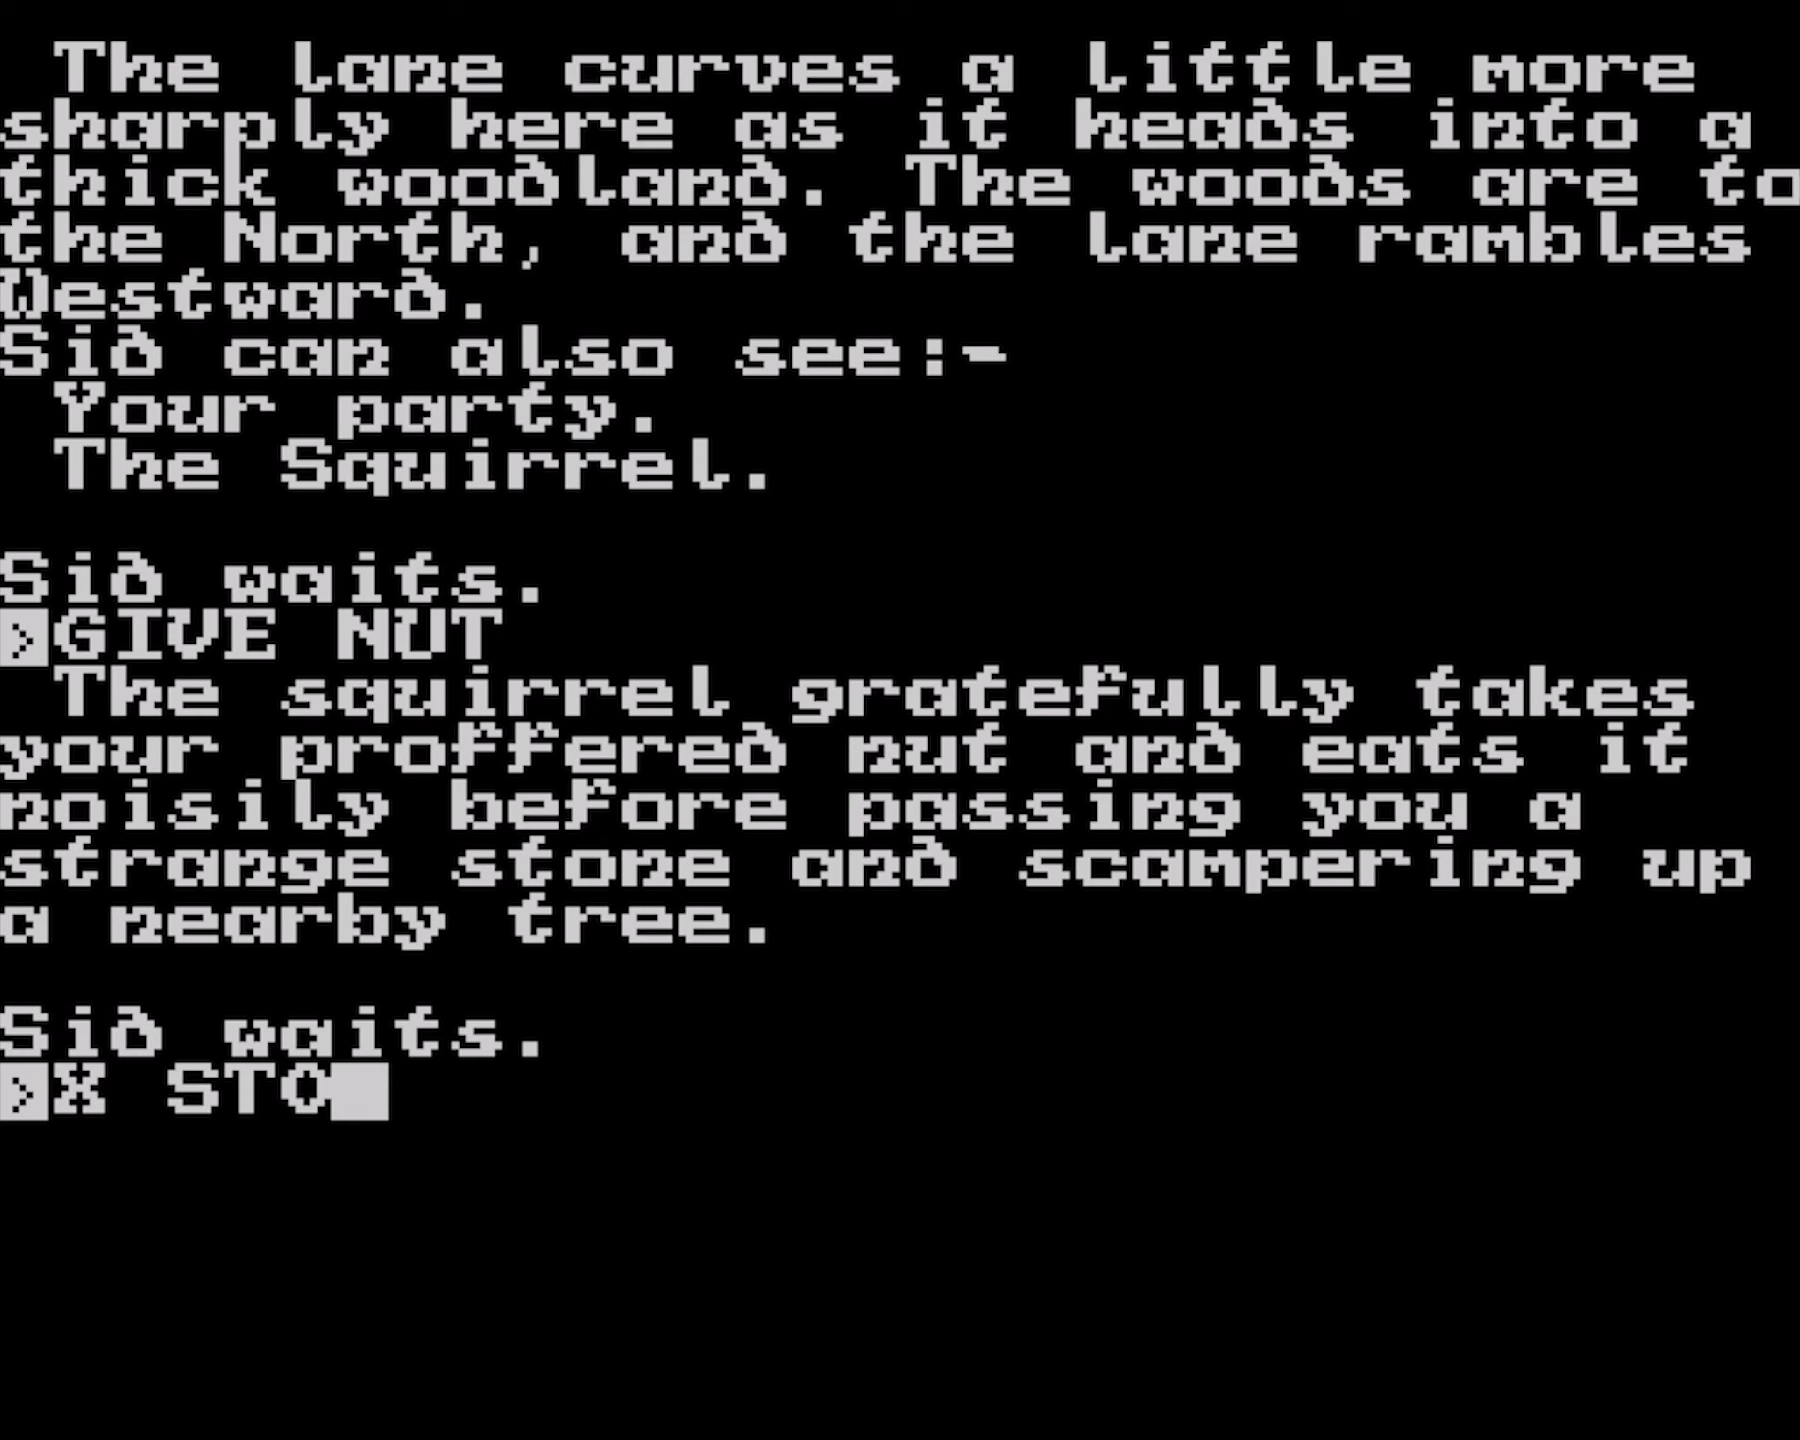 The lane curves a little more
sharply here as it heads into a
thick woodland. The woods are to
the North, and the lane rambles
Westward.
Sid can also see:-
Your party.
The Squirrel.
Sid waits.
>GIVE NUT
The squirrel gratefully takes
your proffered nut and eats it
noisily before passing you a
strange stone and scampering up
a nearby tree.
Sid waits.
>X STO